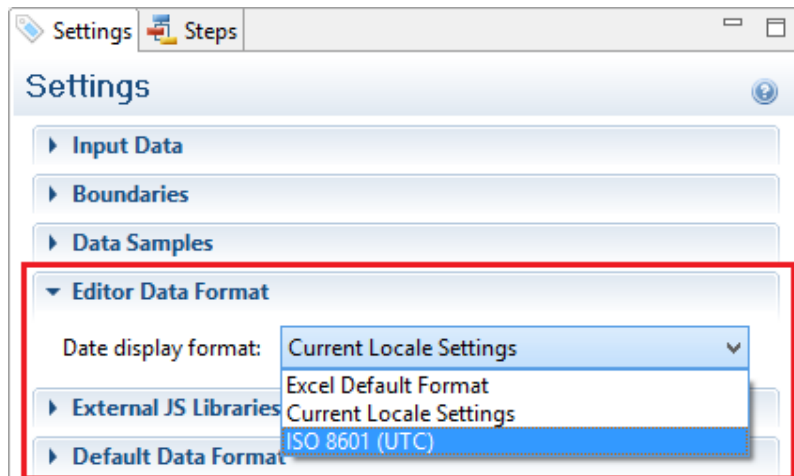 Settings Steps
Settings
Input Data
Boundaries
Data Samples
Editor Data Format
Date display format: Current Locale Settings
Excel Default Format
External JS Libraries Current Locale Settings
ISO 8601 (UTC)
Default Data Format